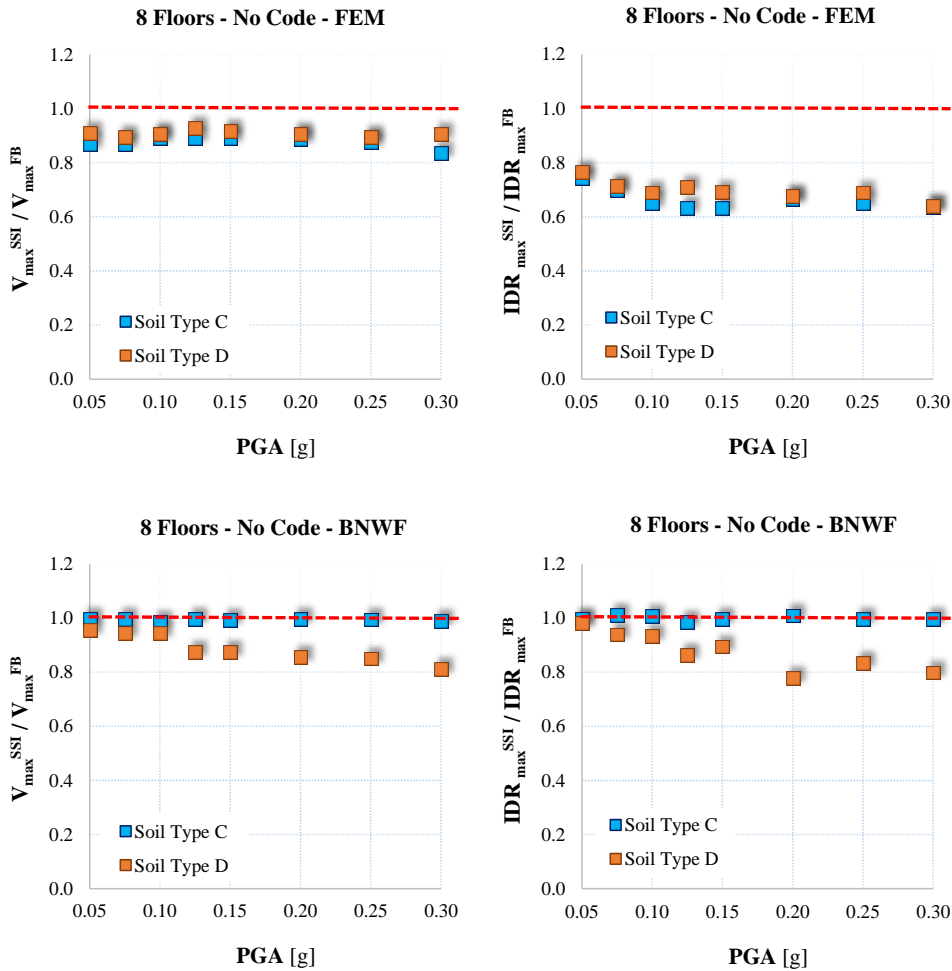 8 Floors - No Code - FEM
1.2
1.0
0.8
0.6
0.4
0.2
0.0
V_max^SSI / V_max^FB
Soil Type C
Soil Type D
0.05 0.10 0.15 0.20 0.25 0.30
PGA [g]
8 Floors - No Code - FEM
1.2
1.0
0.8
0.6
0.4
0.2
0.0
IDR_max^SSI / IDR_max^FB
Soil Type C
Soil Type D
0.05 0.10 0.15 0.20 0.25 0.30
PGA [g]
8 Floors - No Code - BNWF
1.2
1.0
0.8
0.6
0.4
0.2
0.0
V_max^SSI / V_max^FB
Soil Type C
Soil Type D
0.05 0.10 0.15 0.20 0.25 0.30
PGA [g]
8 Floors - No Code - BNWF
1.2
1.0
0.8
0.6
0.4
0.2
0.0
IDR_max^SSI / IDR_max^FB
Soil Type C
Soil Type D
0.05 0.10 0.15 0.20 0.25 0.30
PGA [g]